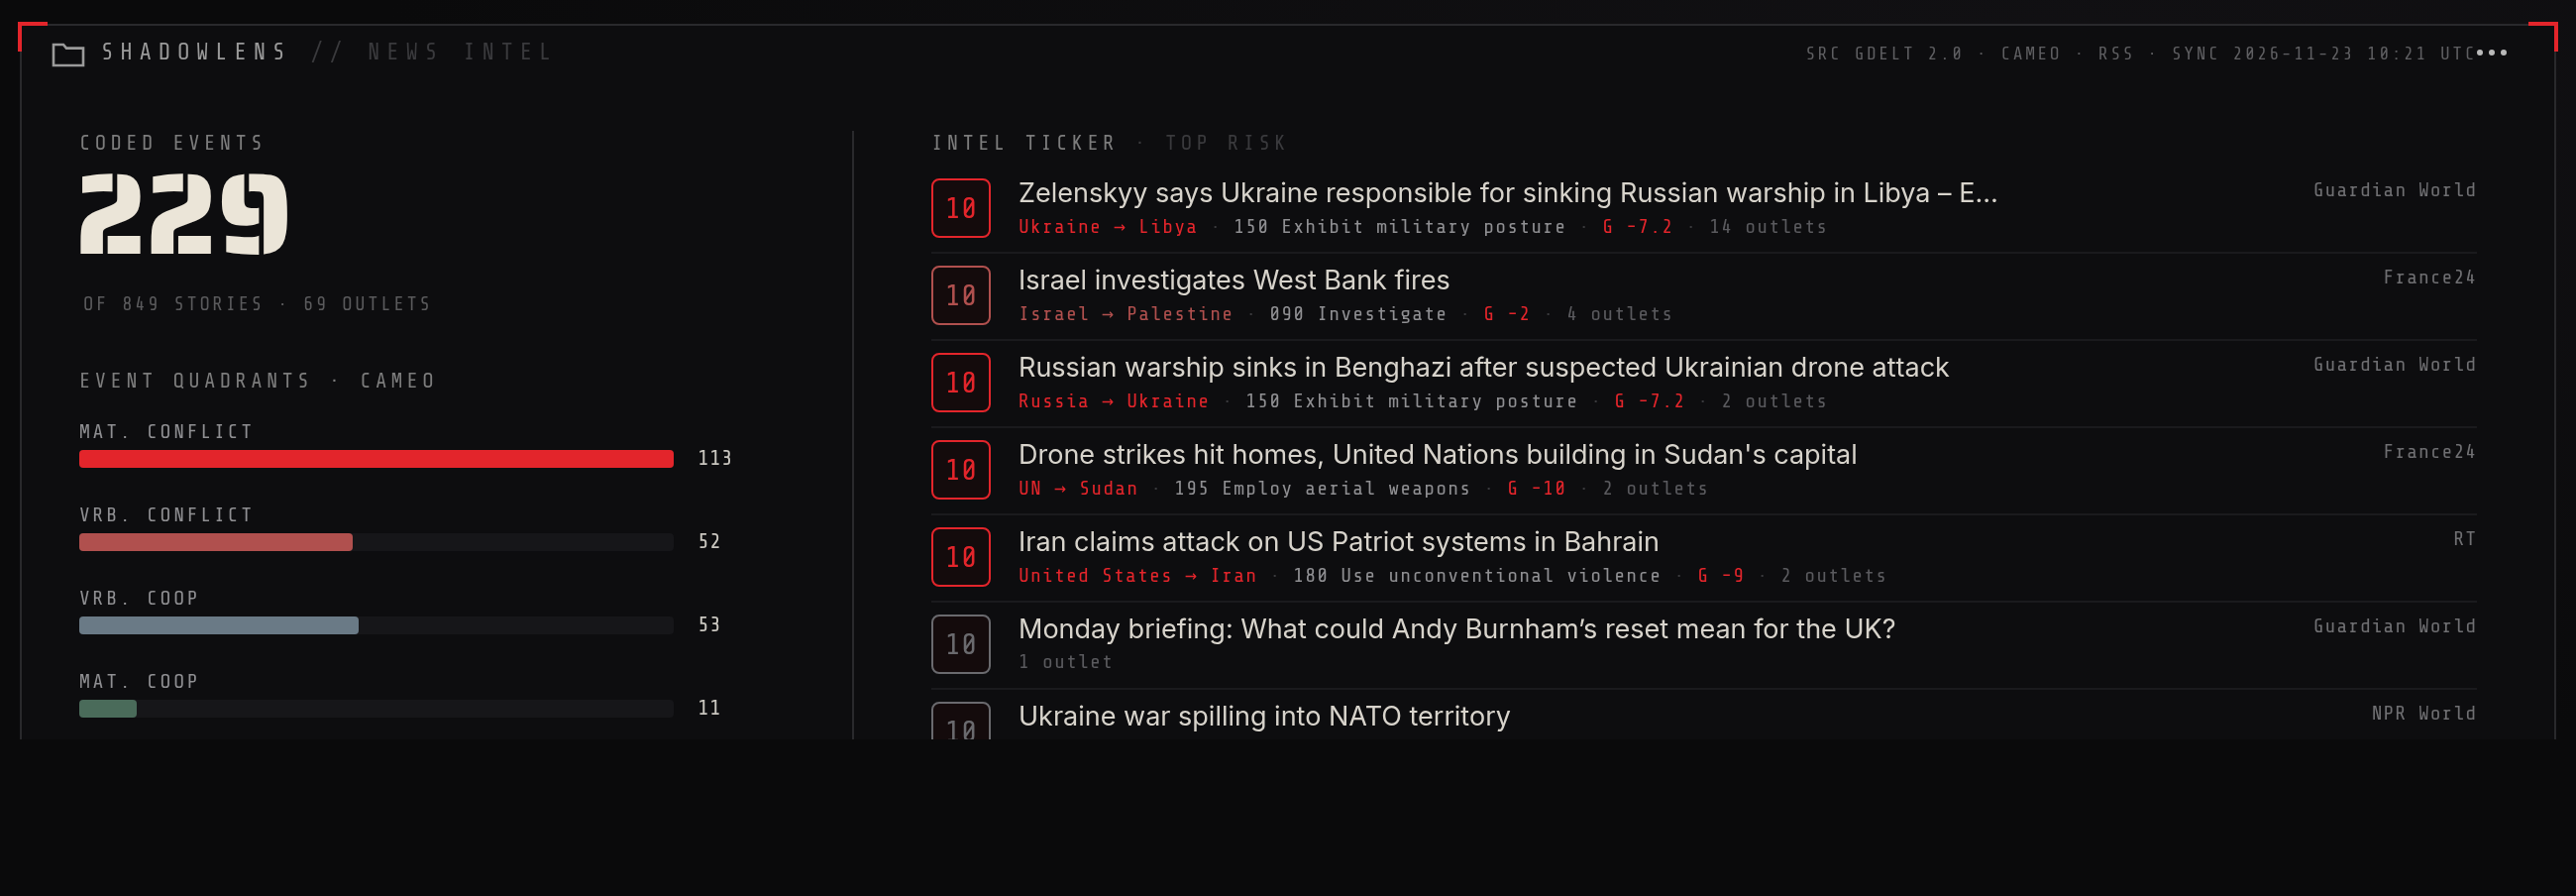 SHADOWLENS // NEWS INTEL
SRC GDELT 2.0 · CAMEO · RSS · SYNC 2026-11-23 10:21 UTC•••
CODED EVENTS
229
OF 849 STORIES · 69 OUTLETS
EVENT QUADRANTS · CAMEO
MAT. CONFLICT
113
VRB. CONFLICT
52
VRB. COOP
53
MAT. COOP
11
INTEL TICKER · TOP RISK
10
Zelenskyy says Ukraine responsible for sinking Russian warship in Libya – E...
Guardian World
Ukraine → Libya · 150 Exhibit military posture · G -7.2 · 14 outlets
10
Israel investigates West Bank fires
France24
Israel → Palestine · 090 Investigate · G -2 · 4 outlets
10
Russian warship sinks in Benghazi after suspected Ukrainian drone attack
Guardian World
Russia → Ukraine · 150 Exhibit military posture · G -7.2 · 2 outlets
10
Drone strikes hit homes, United Nations building in Sudan's capital
France24
UN → Sudan · 195 Employ aerial weapons · G -10 · 2 outlets
10
Iran claims attack on US Patriot systems in Bahrain
RT
United States → Iran · 180 Use unconventional violence · G -9 · 2 outlets
10
Monday briefing: What could Andy Burnham’s reset mean for the UK?
Guardian World
1 outlet
10
Ukraine war spilling into NATO territory
NPR World